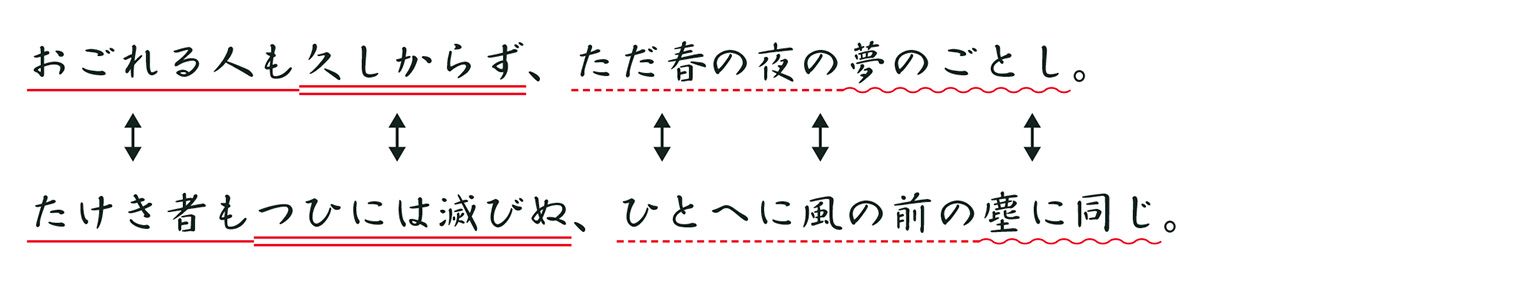 おごれる人も久しからず、ただ春の夜の夢のごとし。
たけき者もつひには滅びぬ、ひとへに風の前の塵に同じ。